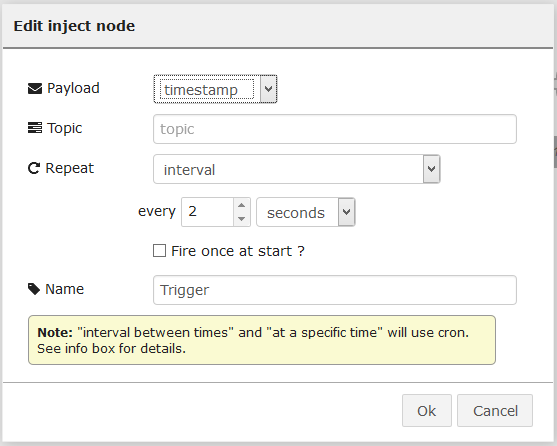 Edit inject node
Payload timestamp
Topic topic
Repeat interval
every 2 seconds
Fire once at start ?
Name Trigger
Note: "interval between times" and "at a specific time" will use cron.
See info box for details.
Ok Cancel